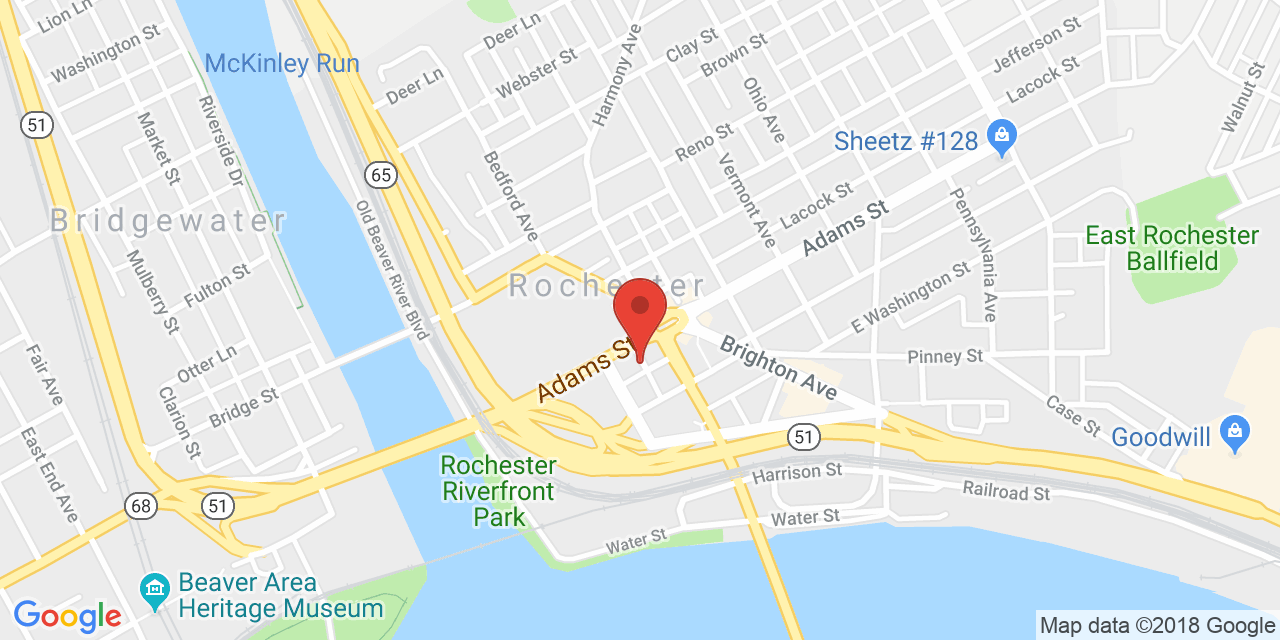 Lion Ln
Washington St
McKinley Run
Deer Ln
Webster St
Deer Ln
Harmony Ave
Clay St
Brown St
Jefferson St
Lacock St
Walnut St
51
Market St
Riverside Dr
65
Bedford Ave
Reno St
Ohio Ave
Vermont Ave
Sheetz #128
Lacock St
Adams St
Pennsylvania Ave
East Rochester
Ballfield
Bridgewater
Old Beaver River Blvd
Mulberry St
Fulton St
Rochester
E Washington St
Otter Ln
Fair Ave
Clarion St
Bridge St
Adams St
Brighton Ave
Pinney St
Case St
Goodwill
East End Ave
51
Rochester
Riverfront
Park
Harrison St
Railroad St
68
51
Water St
Water St
Beaver Area
Heritage Museum
Google
Map data ©2018 Google